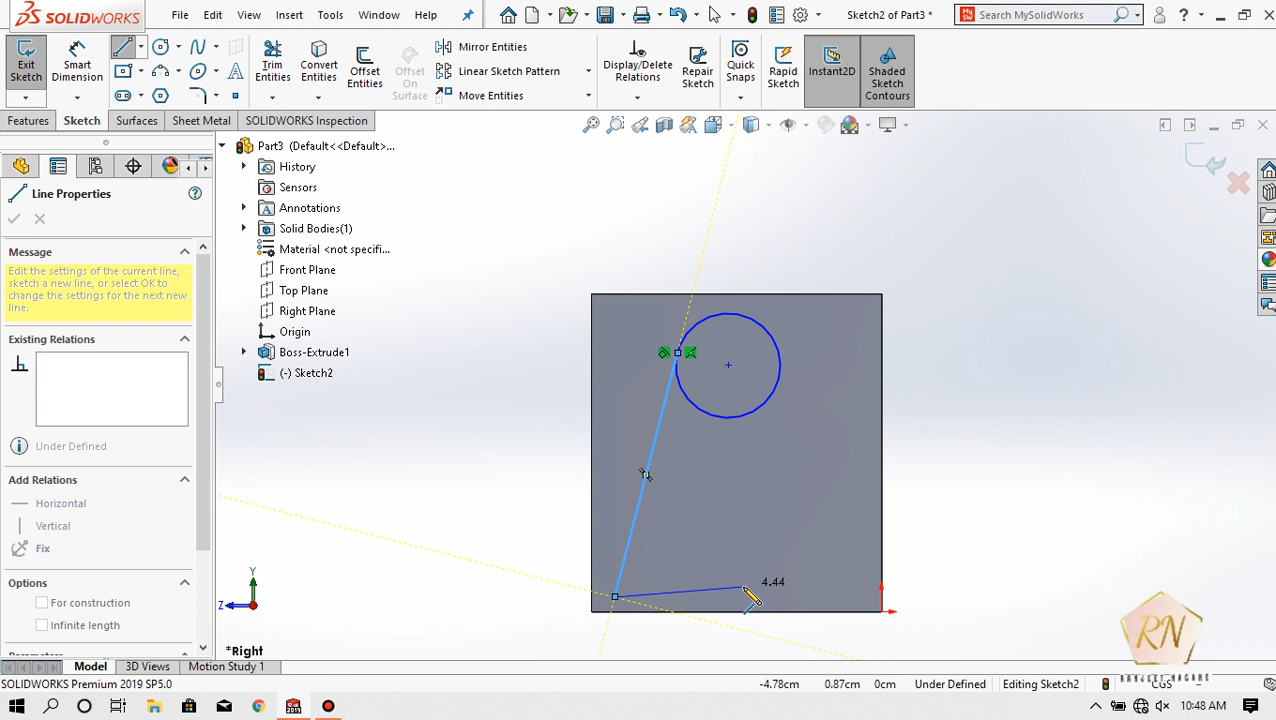 SOLIDWORKS
File Edit View Insert Tools Window Help
Sketch2 of Part3 *
Search MySolidWorks
?
Exit Sketch
Smart Dimension
Trim Entities
Convert Entities
Offset Entities
Offset On Surface
Mirror Entities
Linear Sketch Pattern
Move Entities
Display/Delete Relations
Repair Sketch
Quick Snaps
Rapid Sketch
Instant2D
Shaded Sketch Contours
Features Sketch Surfaces Sheet Metal SOLIDWORKS Inspection
Part3 (Default<<Default>...
History
Sensors
Annotations
Solid Bodies(1)
Material <not specifi...
Front Plane
Top Plane
Right Plane
Origin
Boss-Extrude1
(-) Sketch2
Line Properties
Message
Edit the settings of the current line,
sketch a new line, or select OK to
change the settings for the next new
line.
Existing Relations
Under Defined
Add Relations
Horizontal
Vertical
Fix
Options
For construction
Infinite length
4.44
Y
Z
*Right
RN
Model 3D Views Motion Study 1
SOLIDWORKS Premium 2019 SP5.0
-4.78cm 0.87cm 0cm Under Defined Editing Sketch2
CGS
10:48 AM